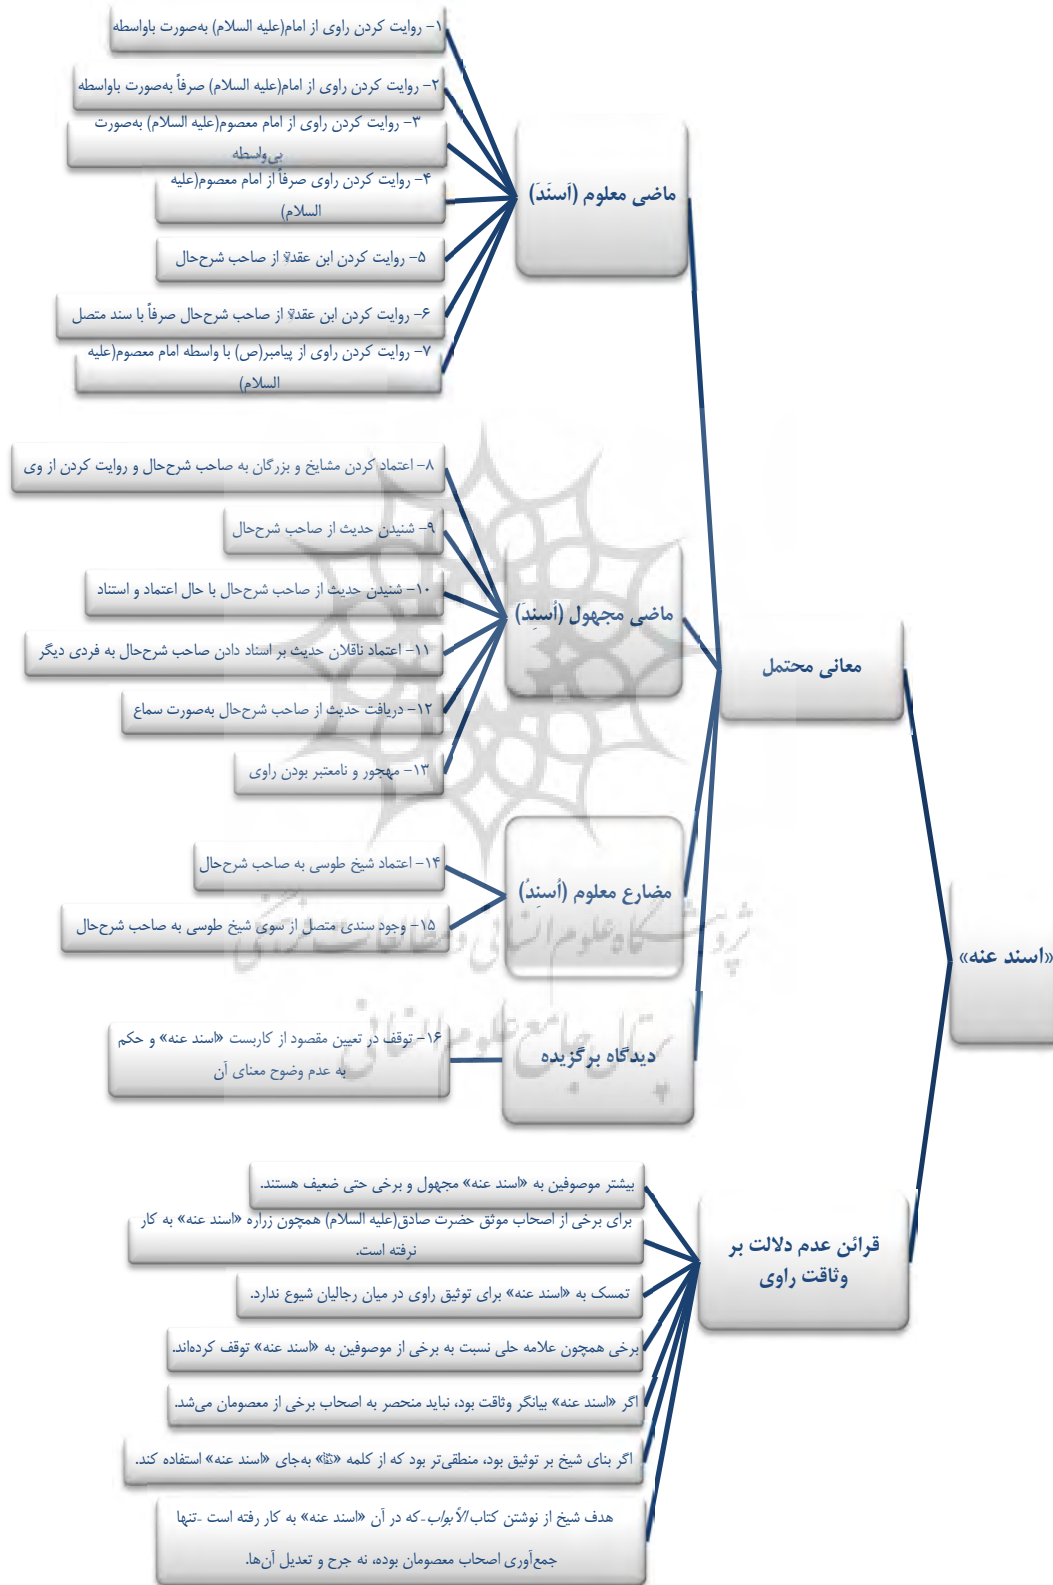 «اسند عنه»
معانی محتمل
ماضی معلوم (اَسنَدَ)
۱- روایت کردن راوی از امام(علیه السلام) به‌صورت باواسطه
۲- روایت کردن راوی از امام(علیه السلام) صرفاً به‌صورت باواسطه
۳- روایت کردن راوی از امام معصوم(علیه السلام) به‌صورت
بی‌واسطه
۴- روایت کردن راوی صرفاً از امام معصوم(علیه
السلام)
۵- روایت کردن ابن عقدة از صاحب شرح‌حال
۶- روایت کردن ابن عقدة از صاحب شرح‌حال صرفاً با سند متصل
۷- روایت کردن راوی از پیامبر(ص) با واسطه امام معصوم(علیه
السلام)
ماضی مجهول (اُسنِدَ)
۸- اعتماد کردن مشایخ و بزرگان به صاحب شرح‌حال و روایت کردن از وی
۹- شنیدن حدیث از صاحب شرح‌حال
۱۰- شنیدن حدیث از صاحب شرح‌حال با حال اعتماد و استناد
۱۱- اعتماد ناقلان حدیث بر اسناد دادن صاحب شرح‌حال به فردی دیگر
۱۲- دریافت حدیث از صاحب شرح‌حال به‌صورت سماع
۱۳- مهجور و نامعتبر بودن راوی
مضارع معلوم (اُسنِدُ)
۱۴- اعتماد شیخ طوسی به صاحب شرح‌حال
۱۵- وجود سندی متصل از سوی شیخ طوسی به صاحب شرح‌حال
پژوهشگاه علوم انسانی و مطالعات فرهنگی
پرتال جامع علوم انسانی
دیدگاه برگزیده
۱۶- توقف در تعیین مقصود از کاربست «اسند عنه» و حکم
به عدم وضوح معنای آن
قرائن عدم دلالت بر
وثاقت راوی
بیشتر موصوفین به «اسند عنه» مجهول و برخی حتی ضعیف هستند.
برای برخی از اصحاب موثق حضرت صادق(علیه السلام) همچون زراره «اسند عنه» به کار
نرفته است.
تمسک به «اسند عنه» برای توثیق راوی در میان رجالیان شیوع ندارد.
برخی همچون علامه حلی نسبت به برخی از موصوفین به «اسند عنه» توقف کرده‌اند.
اگر «اسند عنه» بیانگر وثاقت بود، نباید منحصر به اصحاب برخی از معصومان می‌شد.
اگر بنای شیخ بر توثیق بود، منطقی‌تر بود که از کلمه «ثقة» به‌جای «اسند عنه» استفاده کند.
هدف شیخ از نوشتن کتاب الأبواب -که در آن «اسند عنه» به کار رفته است -تنها
جمع‌آوری اصحاب معصومان بوده، نه جرح و تعدیل آن‌ها.